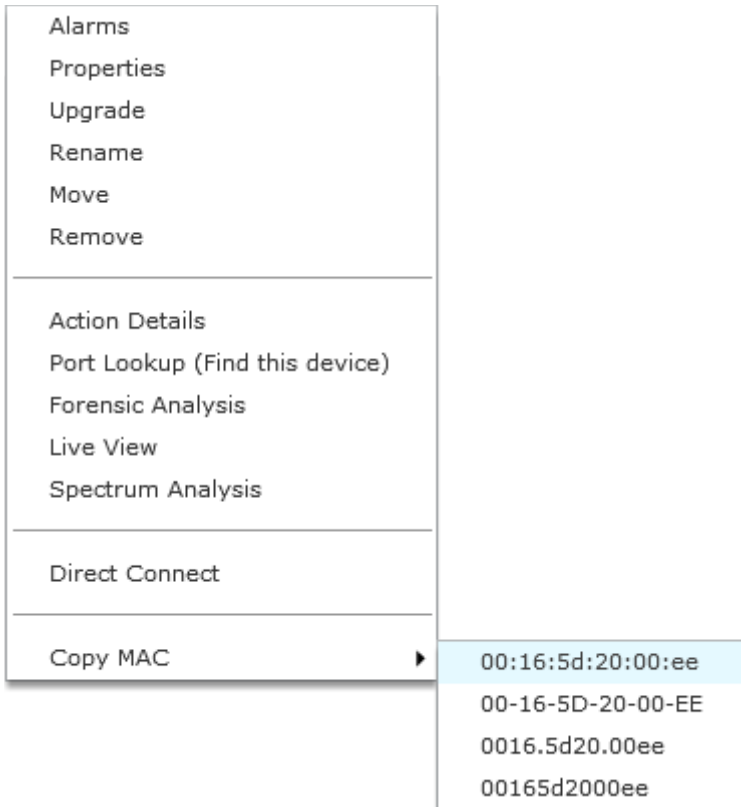 Alarms
Properties
Upgrade
Rename
Move
Remove
Action Details
Port Lookup (Find this device)
Forensic Analysis
Live View
Spectrum Analysis
Direct Connect
Copy MAC
00:16:5d:20:00:ee
00-16-5D-20-00-EE
0016.5d20.00ee
00165d2000ee